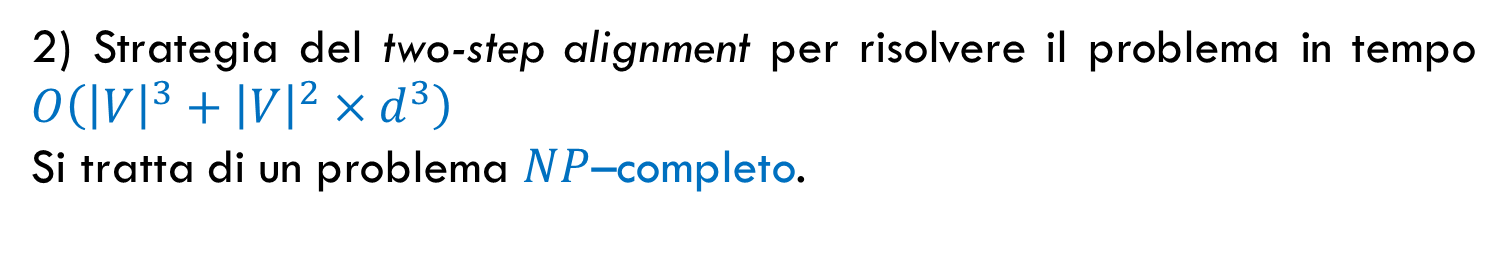 2) Strategia del two-step alignment per risolvere il problema in tempo
𝑂(|𝑉|³ + |𝑉|² × 𝑑³)
Si tratta di un problema 𝑁𝑃–completo.